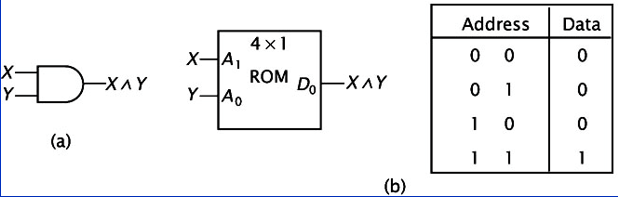 X
Y
X∧Y
(a)
4×1
ROM
X
A₁
Y
A₀
D₀
X∧Y
Address Data
0 0 0
0 1 0
1 0 0
1 1 1
(b)